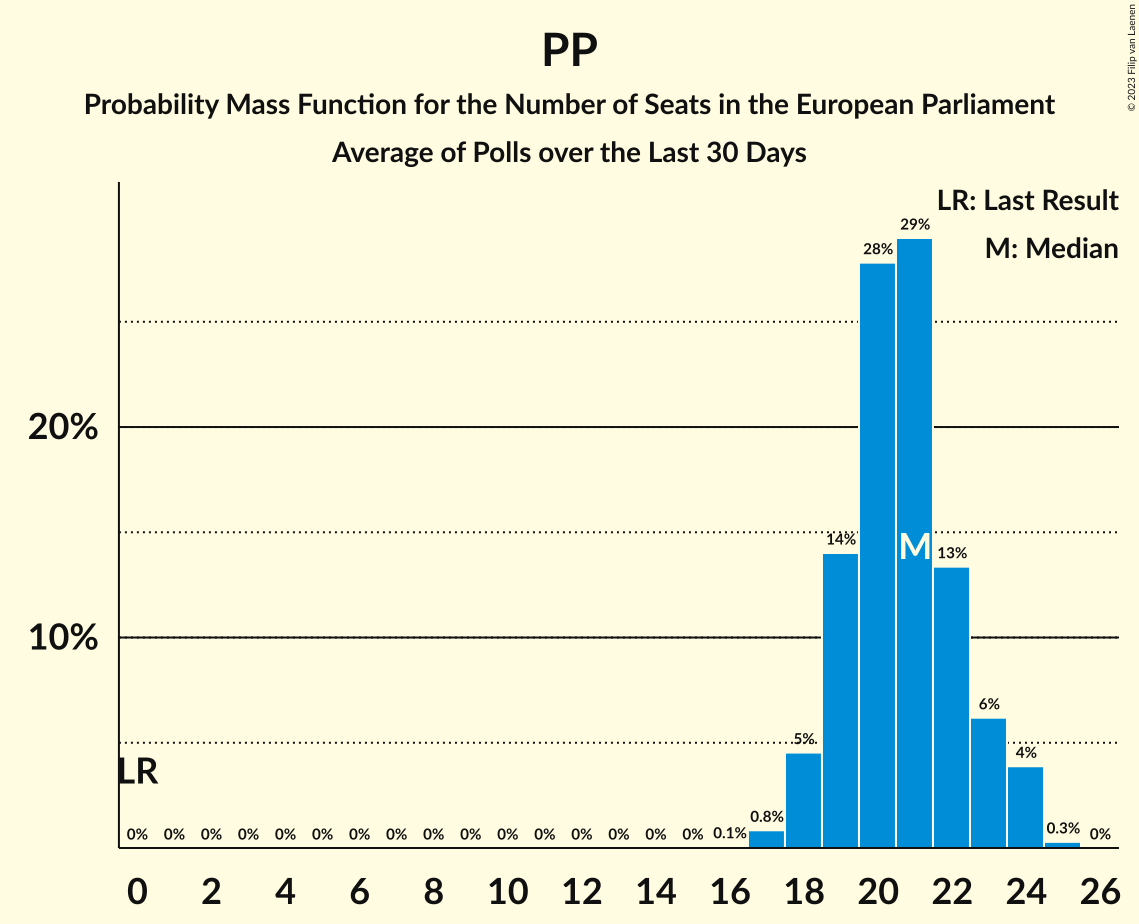 PP
Probability Mass Function for the Number of Seats in the European Parliament
Average of Polls over the Last 30 Days
© 2023 Filip van Laenen
LR: Last Result
M: Median
29%
28%
20%
14%
M
13%
10%
6%
5%
4%
LR
0% 0% 0% 0% 0% 0% 0% 0% 0% 0% 0% 0% 0% 0% 0% 0% 0.1% 0.8% 0.3% 0%
0 2 4 6 8 10 12 14 16 18 20 22 24 26